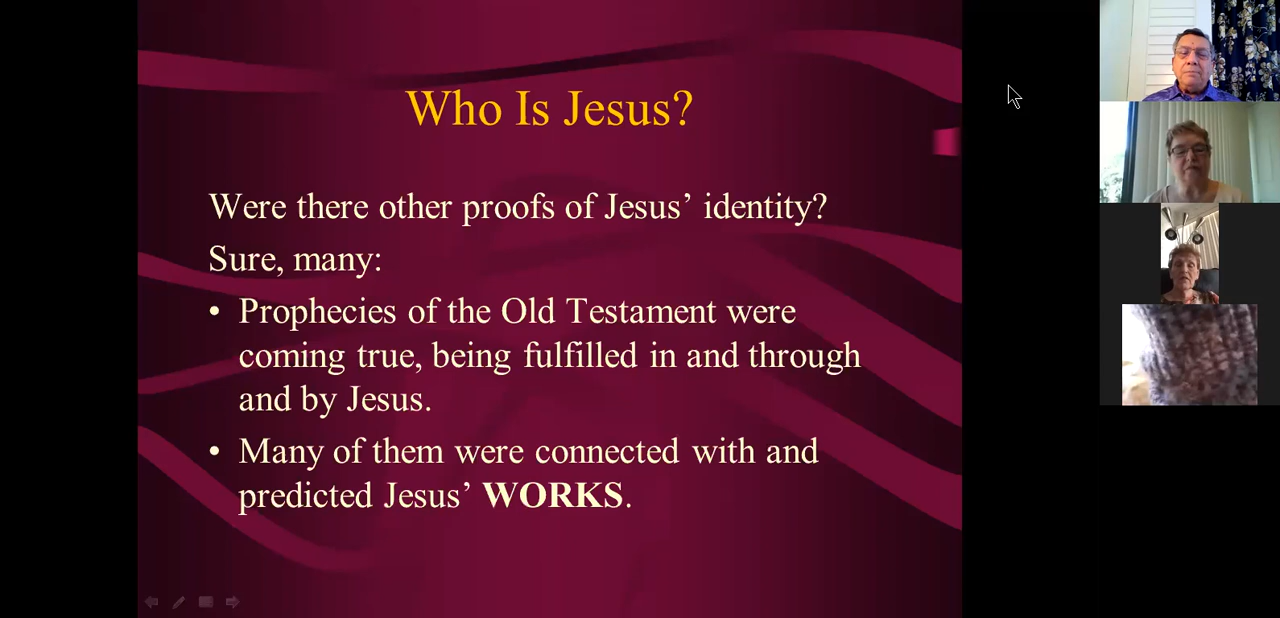 Who Is Jesus?
Were there other proofs of Jesus’ identity?
Sure, many:
• Prophecies of the Old Testament were
coming true, being fulfilled in and through
and by Jesus.
• Many of them were connected with and
predicted Jesus’ WORKS.